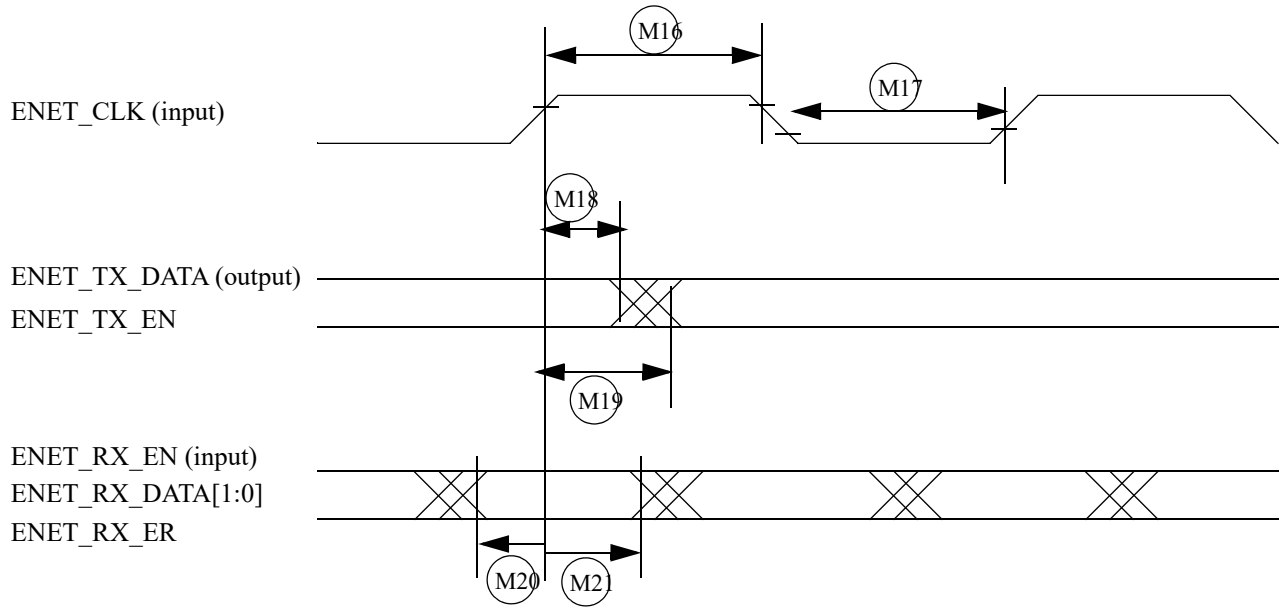 M16
M17
ENET_CLK (input)
M18
ENET_TX_DATA (output)
ENET_TX_EN
M19
ENET_RX_EN (input)
ENET_RX_DATA[1:0]
ENET_RX_ER
M20
M21